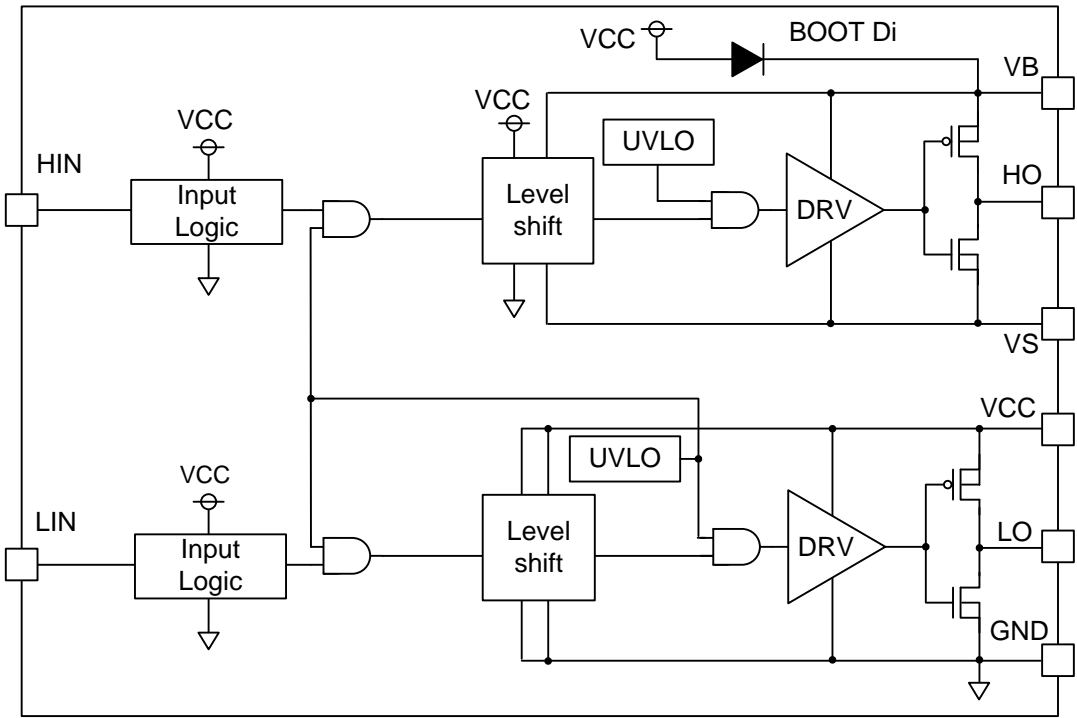 BOOT Di
VCC
VB
VCC
VCC
UVLO
HIN
HO
Input
Logic
Level
shift
DRV
VS
VCC
UVLO
VCC
LIN
LO
Input
Logic
Level
shift
DRV
GND